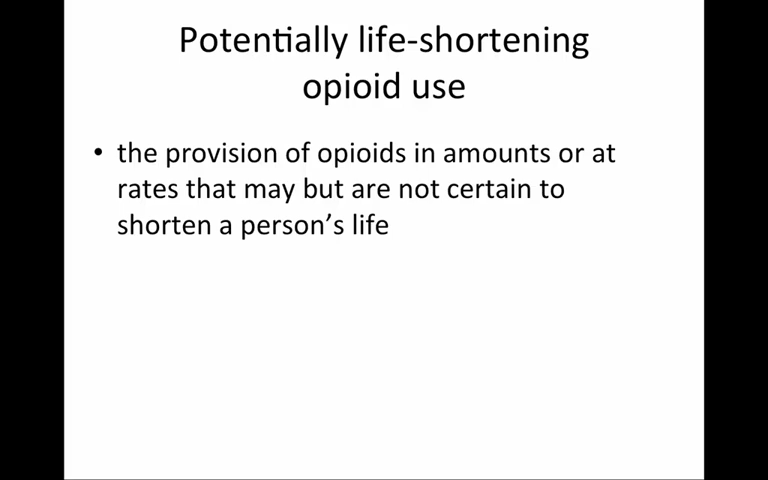 Potentially life-shortening
opioid use
• the provision of opioids in amounts or at
rates that may but are not certain to
shorten a person’s life